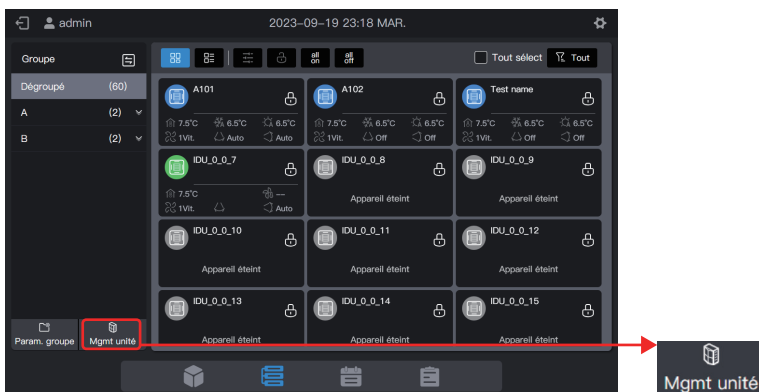 admin
2023-09-19 23:18 MAR.
Groupe
all on
all off
Tout sélect
Tout
Dégroupé (60)
A (2)
B (2)
A101
7.5°C 6.5°C 6.5°C
1Vit. Auto Auto
A102
7.5°C 6.5°C 6.5°C
1Vit. Off Off
Test name
7.5°C 6.5°C 6.5°C
1Vit. Off Off
IDU_0_0_7
7.5°C --
1Vit. Auto
IDU_0_0_8
Appareil éteint
IDU_0_0_9
Appareil éteint
IDU_0_0_10
Appareil éteint
IDU_0_0_11
Appareil éteint
IDU_0_0_12
Appareil éteint
IDU_0_0_13
Appareil éteint
IDU_0_0_14
Appareil éteint
IDU_0_0_15
Appareil éteint
Param. groupe
Mgmt unité
Mgmt unité